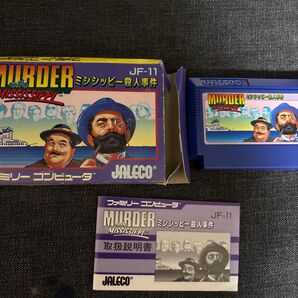 MURDER
ON THE
MISSISSIPPI
JF-11
ミシシッピー殺人事件
ファミリー コンピュータ
JALECO
MURDER
MISSISSIPPI
ミシシッピー殺人事件
JALECO
ファミリー コンピュータ
JF-11
MURDER
MISSISSIPPI
ミシシッピー殺人事件
取扱説明書
JALECO